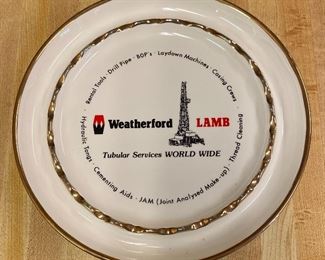 Rental Tools · Drill Pipe · BOP's · Laydown Machines · Casing Crews
Weatherford LAMB
Tubular Services WORLD WIDE
Hydraulic Tongs · Cementing Aids · JAM (Joint Analysed Make-up) · Thread Cleaning